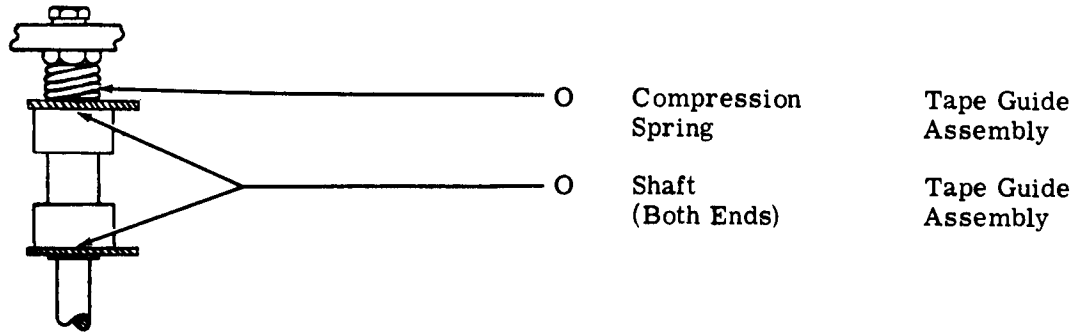 O Compression Tape Guide
Spring Assembly
O Shaft Tape Guide
(Both Ends) Assembly